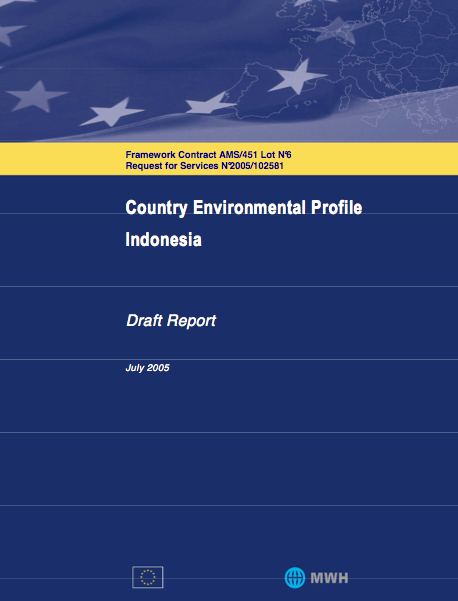 Framework Contract AMS/451 Lot N°6
Request for Services N°2005/102581
Country Environmental Profile
Indonesia
Draft Report
July 2005
MWH